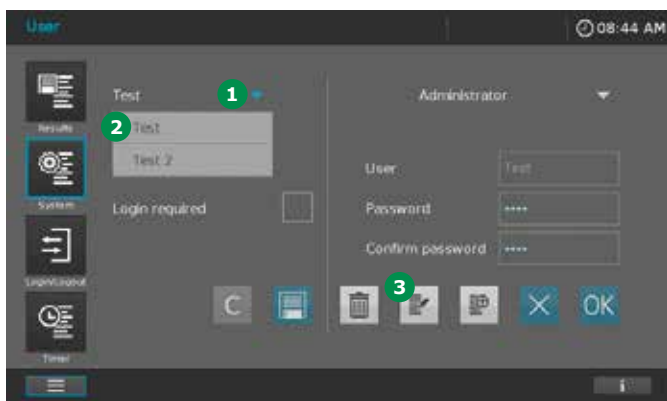 User
08:44 AM
Results
Test
1
Administrator
2
Test
Test 2
System
User
Test
Login required
Password
****
Confirm password
****
Login/Logout
3
C
OK
Timer
i